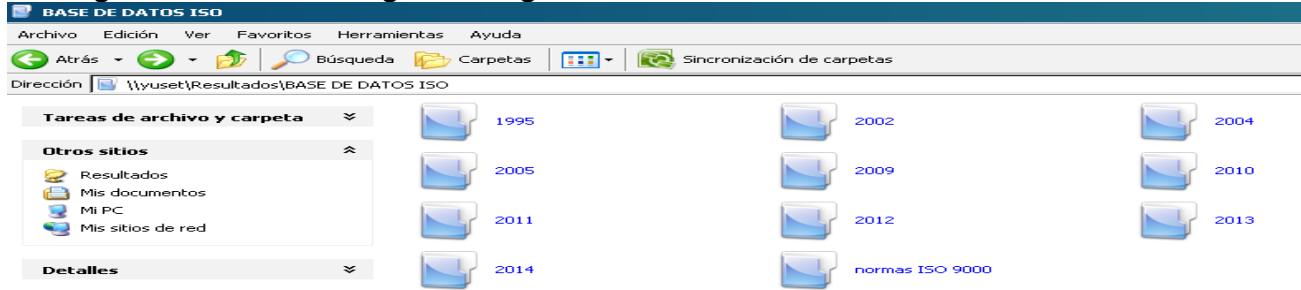 BASE DE DATOS ISO
Archivo Edición Ver Favoritos Herramientas Ayuda
Atrás Búsqueda Carpetas Sincronización de carpetas
Dirección \\yuset\Resultados\BASE DE DATOS ISO
Tareas de archivo y carpeta
Otros sitios
Resultados
Mis documentos
Mi PC
Mis sitios de red
Detalles
1995 2002 2004
2005 2009 2010
2011 2012 2013
2014 normas ISO 9000